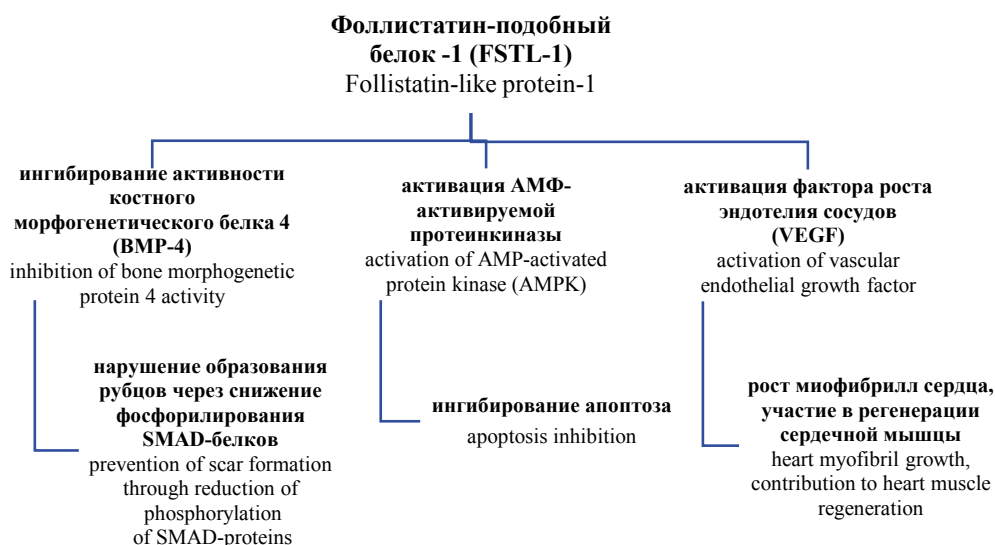 Фоллистатин-подобный
белок -1 (FSTL-1)
Follistatin-like protein-1
ингибирование активности
костного
морфогенетического белка 4
(BMP-4)
inhibition of bone morphogenetic
protein 4 activity
активация АМФ-
активируемой
протеинкиназы
activation of AMP-activated
protein kinase (AMPK)
активация фактора роста
эндотелия сосудов
(VEGF)
activation of vascular
endothelial growth factor
нарушение образования
рубцов через снижение
фосфорилирования
SMAD-белков
prevention of scar formation
through reduction of
phosphorylation
of SMAD-proteins
ингибирование апоптоза
apoptosis inhibition
рост миофибрилл сердца,
участие в регенерации
сердечной мышцы
heart myofibril growth,
contribution to heart muscle
regeneration